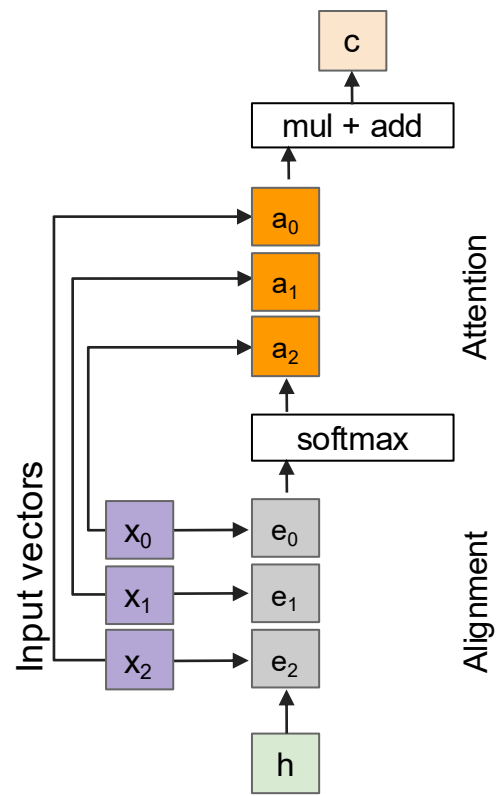 c
mul + add
a₀
a₁
a₂
Attention
softmax
Input vectors
x₀
e₀
x₁
e₁
x₂
e₂
Alignment
h